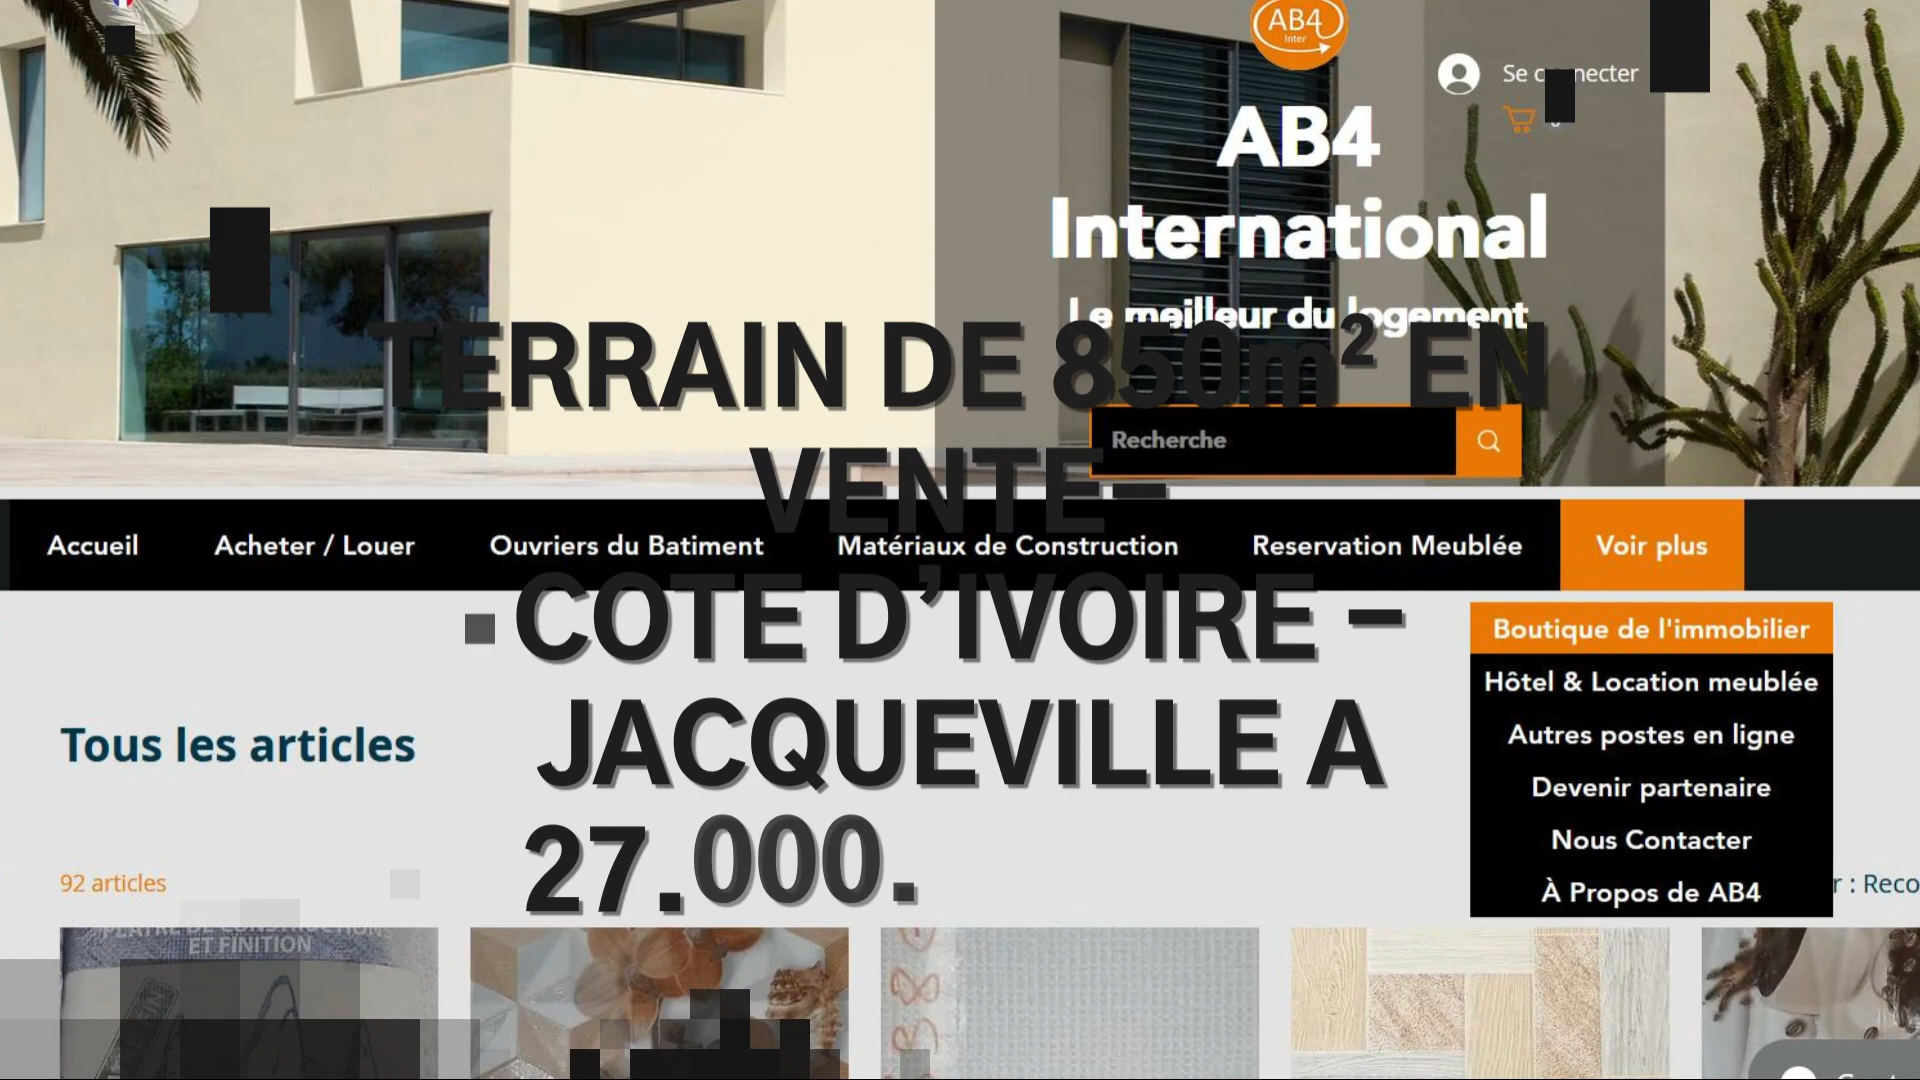 AB4
Inter
Se connecter
AB4
International
Le meilleur du logement
TERRAIN DE 850m² EN
VENTE–
COTE D’IVOIRE –
JACQUEVILLE A
27.000.
Recherche
Accueil
Acheter / Louer
Ouvriers du Batiment
Matériaux de Construction
Reservation Meublée
Voir plus
Boutique de l'immobilier
Hôtel & Location meublée
Autres postes en ligne
Devenir partenaire
Nous Contacter
À Propos de AB4
Tous les articles
92 articles
r : Reco
PLATRE DE CONSTRUCTIONS
ET FINITION